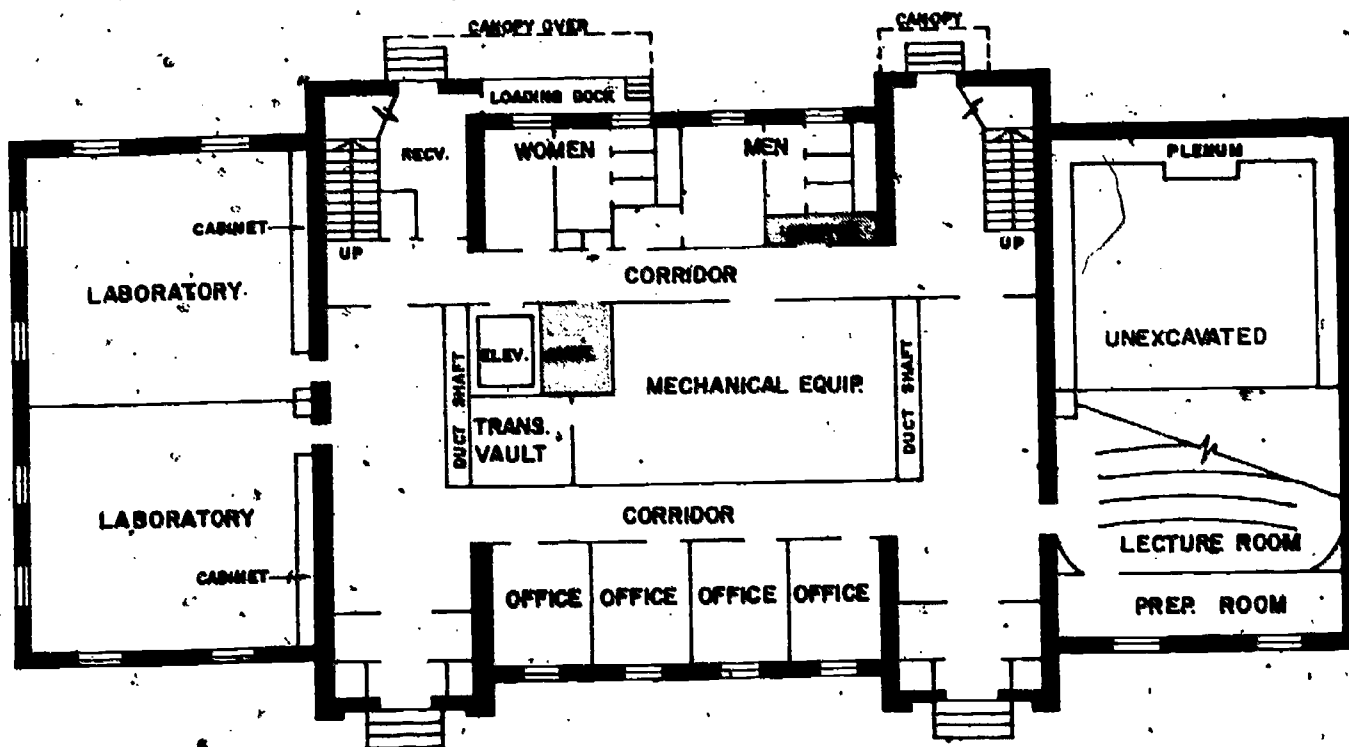 CANOPY OVER
CANOPY
LOADING DOCK
RECV.
WOMEN
MEN
PLENUM
CABINET
UP
UP
LABORATORY
CORRIDOR
ELEV.
UNEXCAVATED
DUCT SHAFT
MECHANICAL EQUIP.
DUCT SHAFT
TRANS.
VAULT
LABORATORY
CORRIDOR
LECTURE ROOM
CABINET
OFFICE
OFFICE
OFFICE
OFFICE
PREP. ROOM